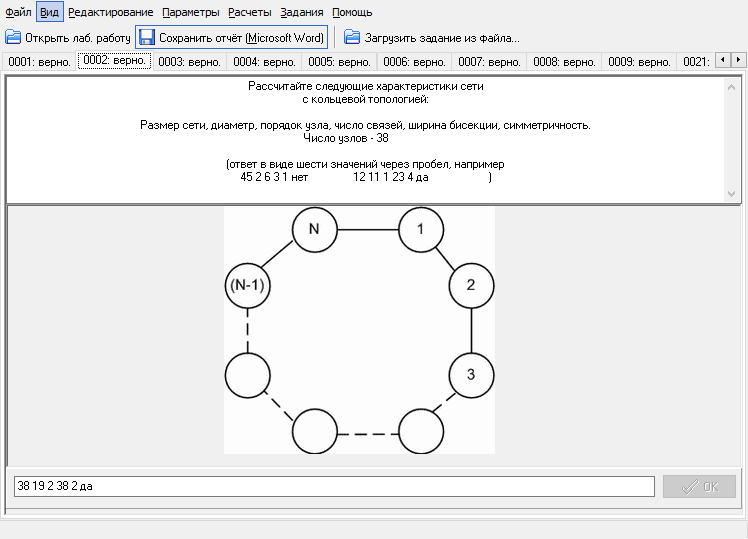 Файл Вид Редактирование Параметры Расчеты Задания Помощь
Открыть лаб. работу Сохранить отчёт (Microsoft Word) Загрузить задание из файла...
0001: верно. 0002: верно. 0003: верно. 0004: верно. 0005: верно. 0006: верно. 0007: верно. 0008: верно. 0009: верно. 0021:
Рассчитайте следующие характеристики сети
с кольцевой топологией:
Размер сети, диаметр, порядок узла, число связей, ширина бисекции, симметричность.
Число узлов - 38
(ответ в виде шести значений через пробел, например
45 2 6 3 1 нет 12 11 1 23 4 да )
N 1
(N-1) 2
3
38 19 2 38 2 да
OK